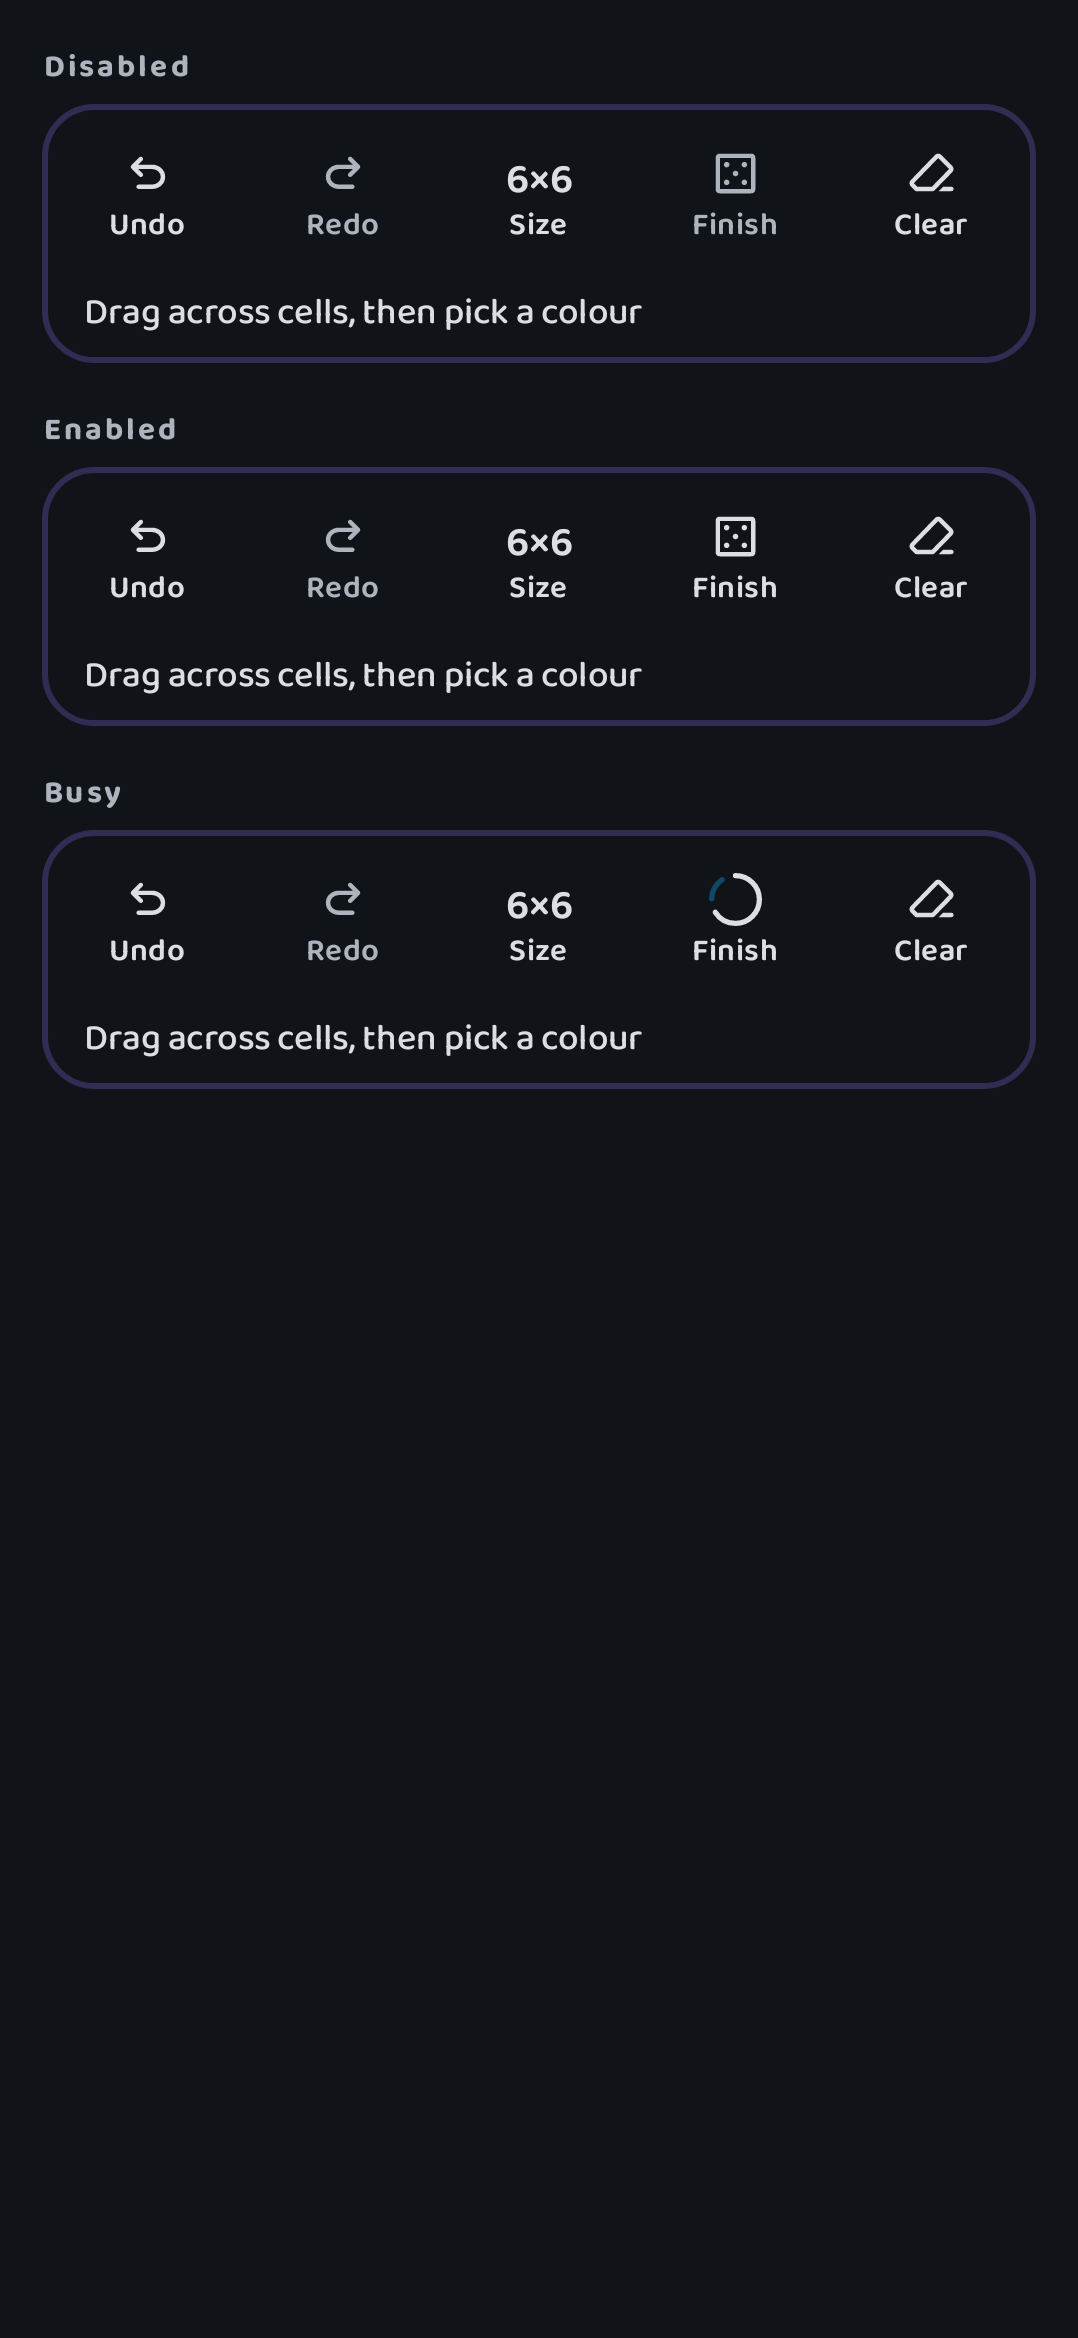 Disabled
Undo Redo 6×6 Size Finish Clear
Drag across cells, then pick a colour
Enabled
Undo Redo 6×6 Size Finish Clear
Drag across cells, then pick a colour
Busy
Undo Redo 6×6 Size Finish Clear
Drag across cells, then pick a colour